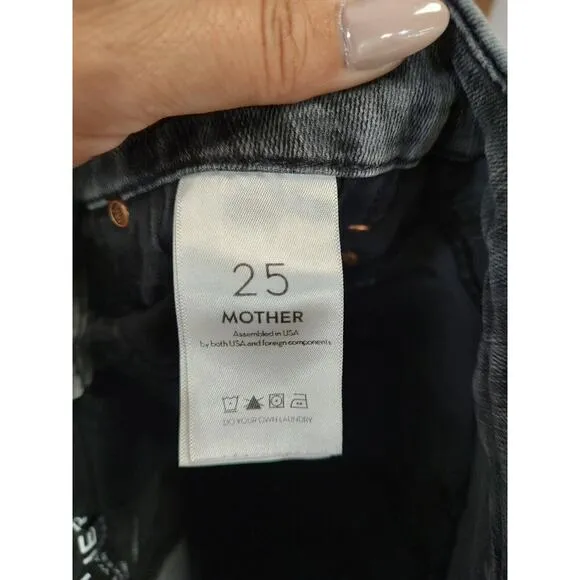 25
MOTHER
Assembled in USA
by both USA and foreign components
DO YOUR OWN LAUNDRY